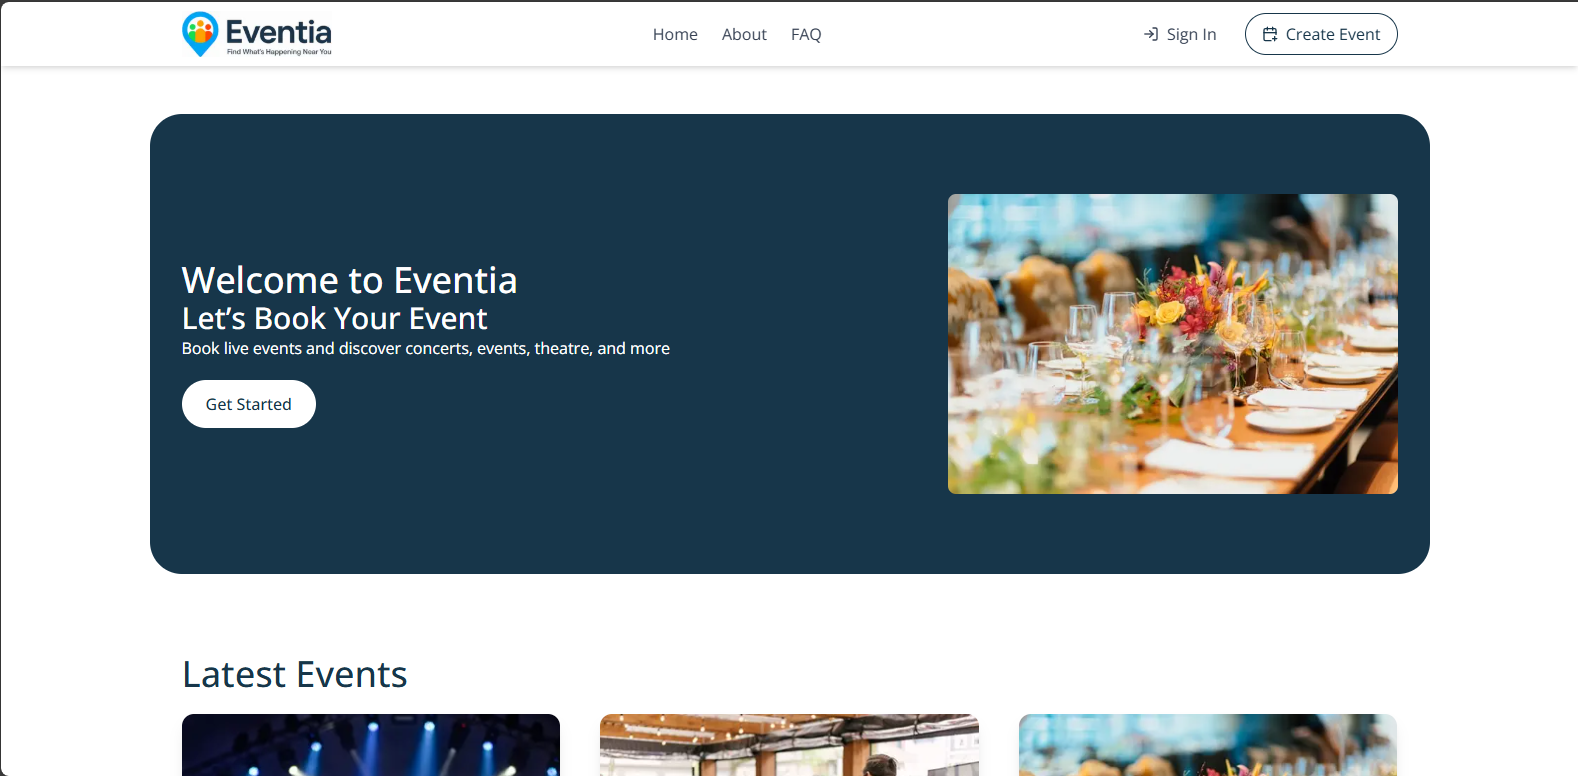 Eventia
Find What's Happening Near You
Home About FAQ
Sign In
Create Event
Welcome to Eventia
Let’s Book Your Event
Book live events and discover concerts, events, theatre, and more
Get Started
Latest Events